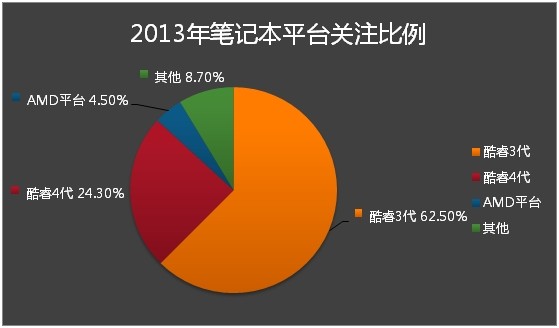 2013年笔记本平台关注比例
其他 8.70%
AMD平台 4.50%
酷睿4代 24.30%
酷睿3代 62.50%
酷睿3代
酷睿4代
AMD平台
其他